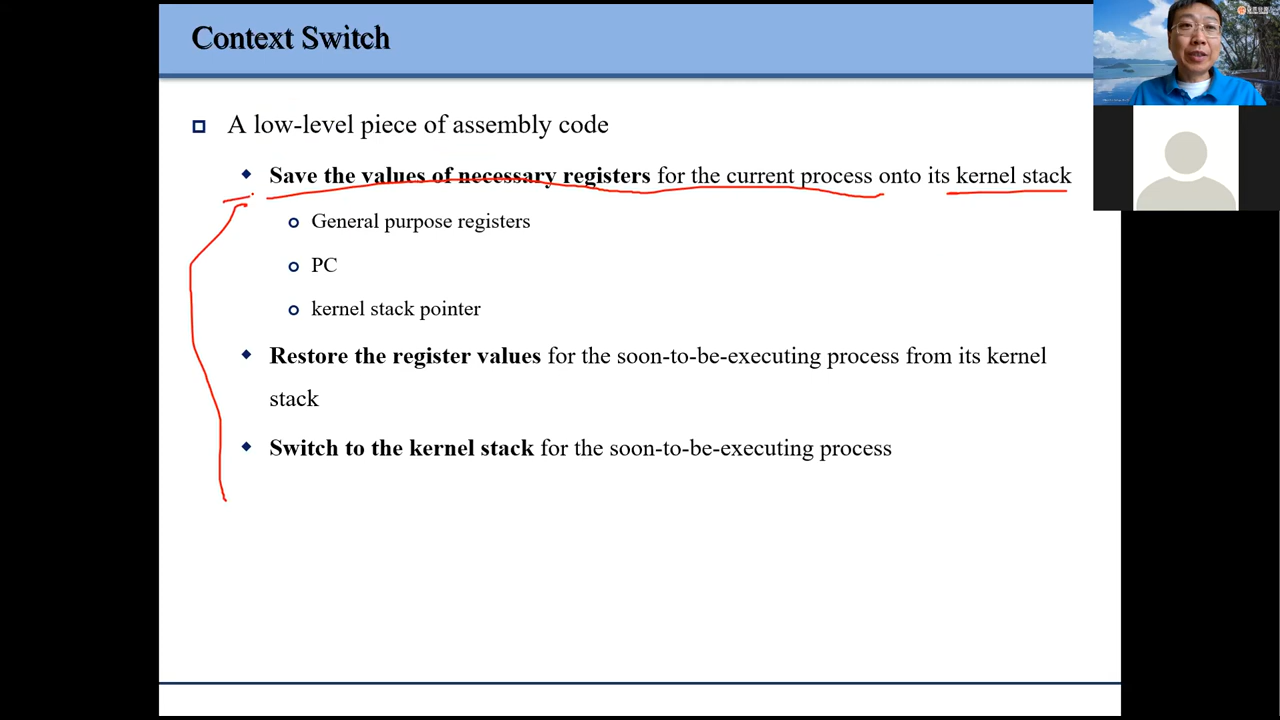 Context Switch
A low-level piece of assembly code
Save the values of necessary registers for the current process onto its kernel stack
General purpose registers
PC
kernel stack pointer
Restore the register values for the soon-to-be-executing process from its kernel
stack
Switch to the kernel stack for the soon-to-be-executing process